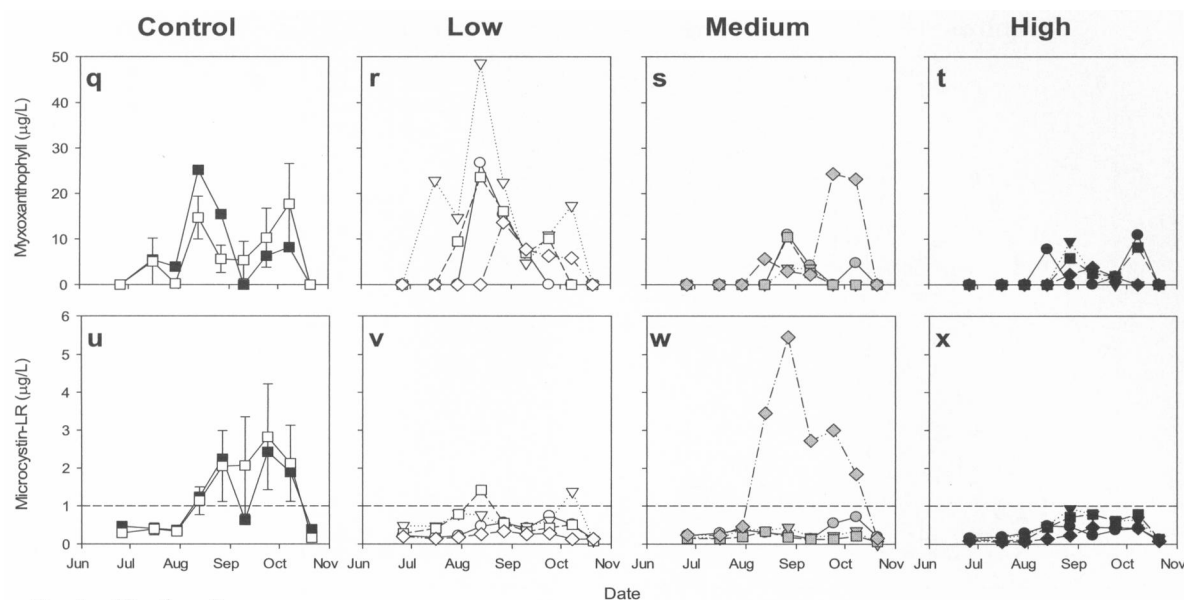 Control Low Medium High
Myxoxanthophyll (µg/L)
50
40
30
20
10
0
q r s t
Jun Jul Aug Sep Oct Nov Jun Jul Aug Sep Oct Nov Jun Jul Aug Sep Oct Nov Jun Jul Aug Sep Oct Nov
Microcystin-LR (µg/L)
6
5
4
3
2
1
0
u v w x
Date